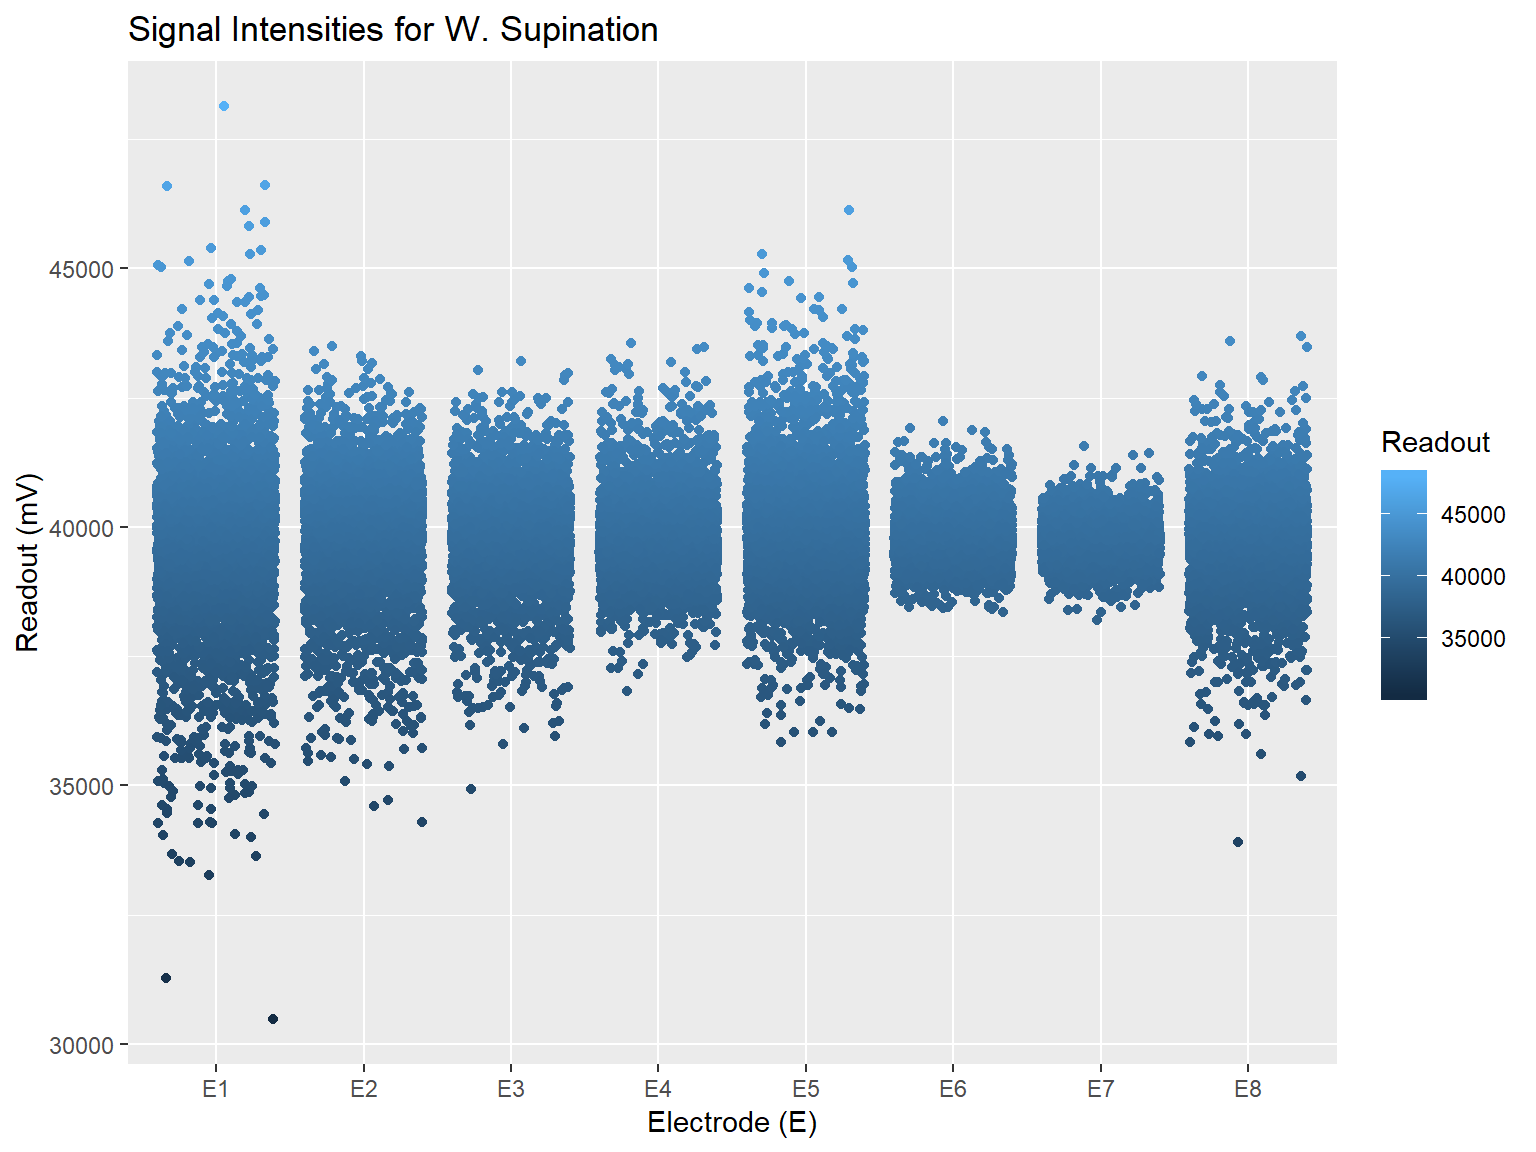 Signal Intensities for W. Supination
Readout (mV)
45000
40000
35000
30000
E1 E2 E3 E4 E5 E6 E7 E8
Electrode (E)
Readout
45000
40000
35000